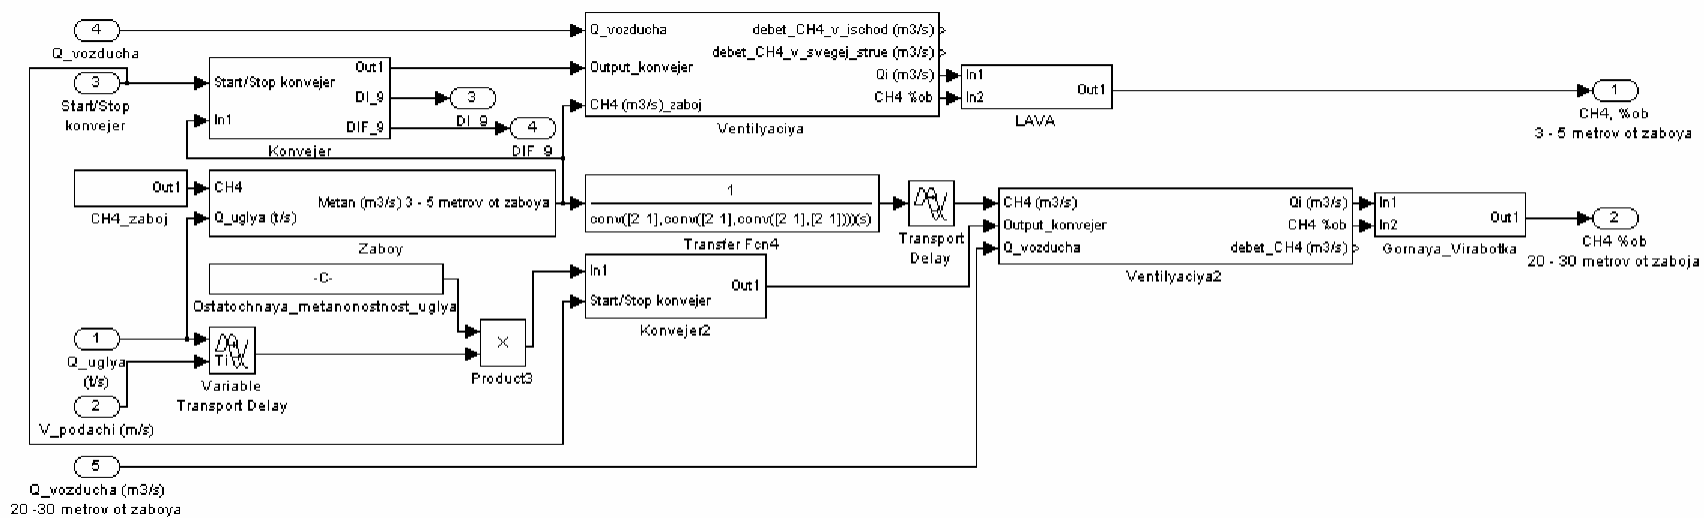 4
Q_vozducha
3
Start/Stop
konvejer
Start/Stop konvejer
In1
Out1
DI_9
DIF_9
Konvejer
3
DI_9
4
DIF_9
Q_vozducha
Output_konvejer
CH4 (m3/s)_zaboj
debet_CH4_v_ischod (m3/s)
debet_CH4_v_svegej_strue (m3/s)
Qi (m3/s)
CH4 %ob
Ventilyaciya
In1
In2
Out1
LAVA
1
CH4, %ob
3 - 5 metrov ot zaboya
Out1
CH4_zaboj
CH4
Q_uglya (t/s)
Metan (m3/s) 3 - 5 metrov ot zaboya
Zaboy
1
conv([2 1],conv([2 1],conv([2 1],[2 1])))(s)
Transfer Fcn4
Transport
Delay
CH4 (m3/s)
Output_konvejer
Q_vozducha
Qi (m3/s)
CH4 %ob
debet_CH4 (m3/s)
Ventilyaciya2
In1
In2
Out1
Gornaya_Virabotka
2
CH4 %ob
20 - 30 metrov ot zaboja
-C-
Ostatochnaya_metanonostnost_uglya
In1
Start/Stop konvejer
Out1
Konvejer2
1
Q_uglya
(t/s)
Ti
Variable
Transport Delay
×
Product3
2
V_podachi (m/s)
5
Q_vozducha (m3/s)
20 -30 metrov ot zaboya